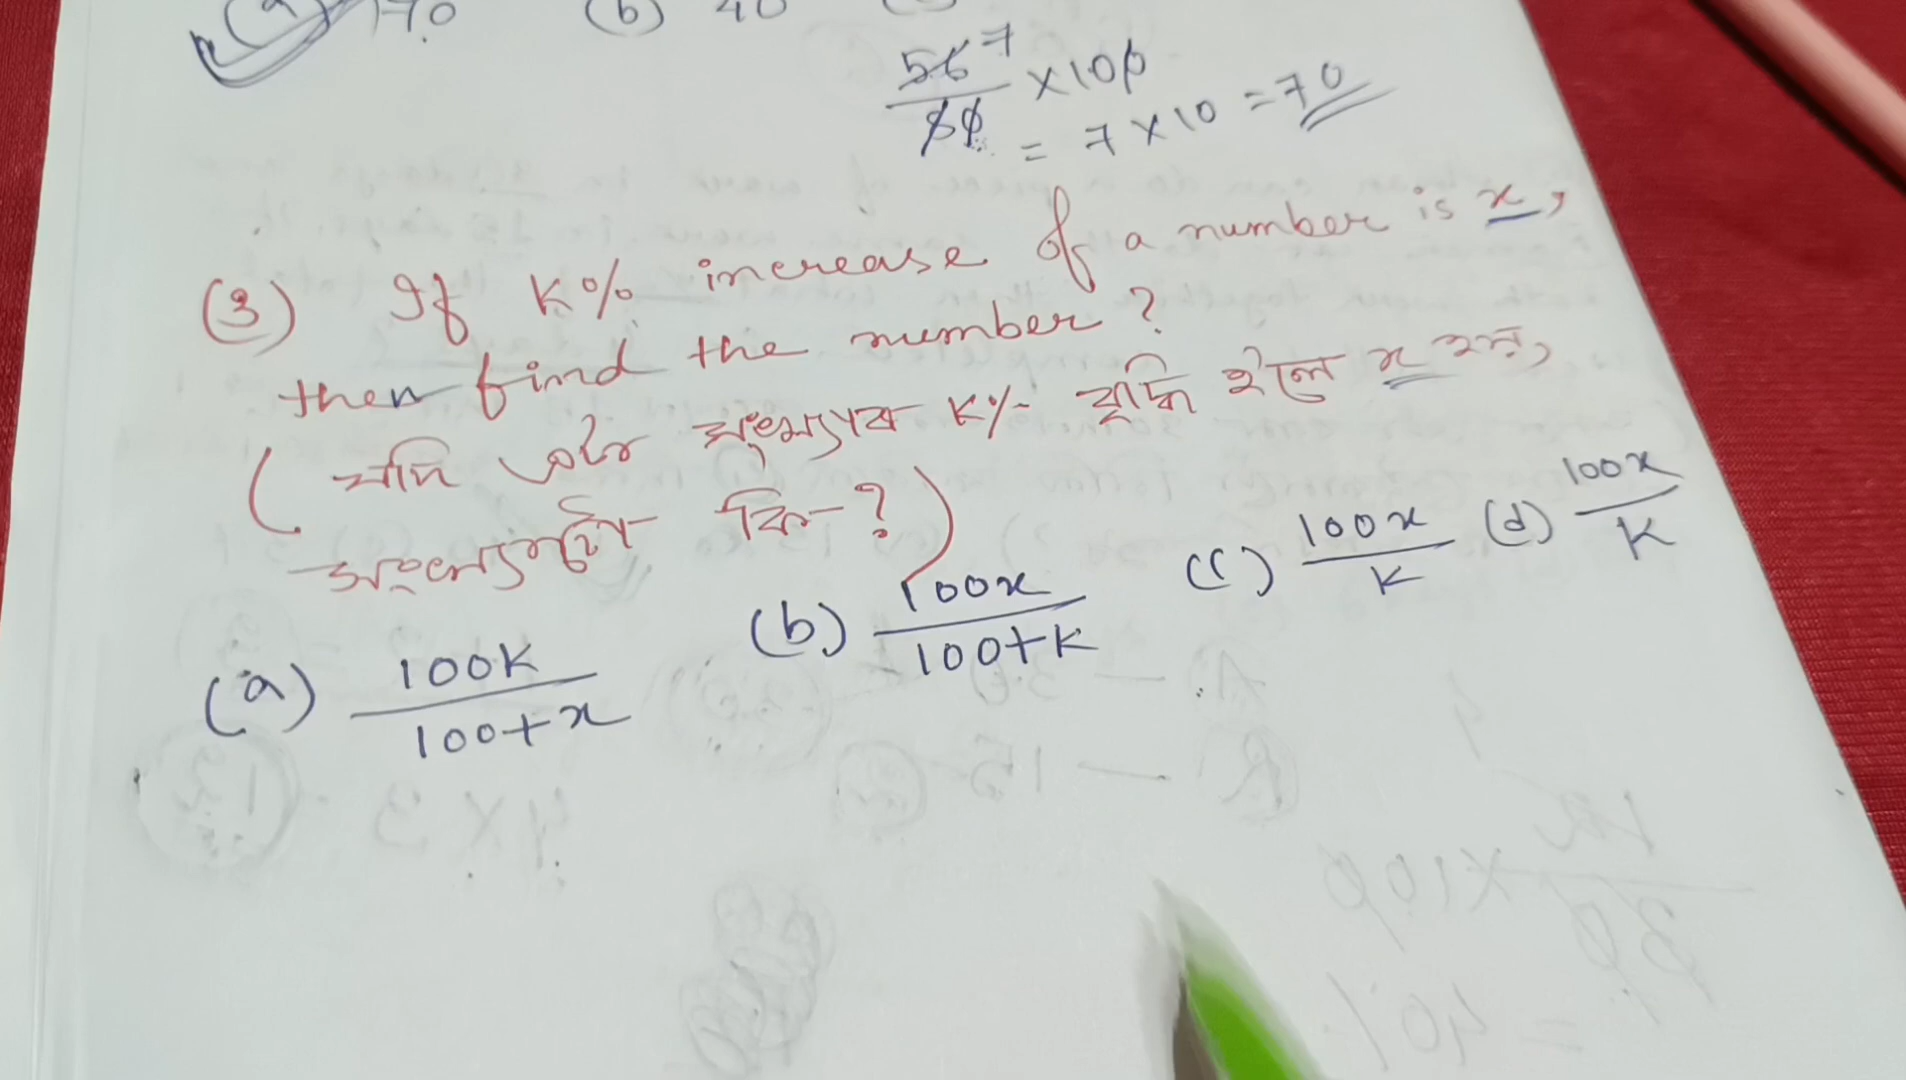 (a) 70 (b) 40
56 7
80 × 100
= 7 × 10 = 70
(3) If K% increase of a number is x,
then find the number?
( যদি এক সংখ্যাকে K% বৃদ্ধি হলে x হয়,
সংখ্যাটি কি-? )
(a) 100K / 100+x (b) 100x / 100+K (c) 100x / K (d) 100x / K